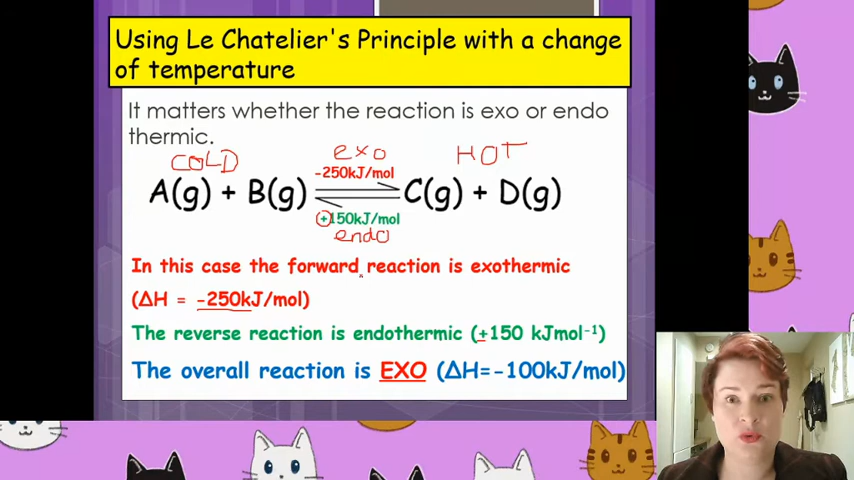 Using Le Chatelier's Principle with a change
of temperature
It matters whether the reaction is exo or endo
thermic.
COLD exo HOT
-250kJ/mol
A(g) + B(g) ⇌ C(g) + D(g)
+150kJ/mol
endo
In this case the forward reaction is exothermic
(ΔH = -250kJ/mol)
The reverse reaction is endothermic (+150 kJmol⁻¹)
The overall reaction is EXO (ΔH=-100kJ/mol)